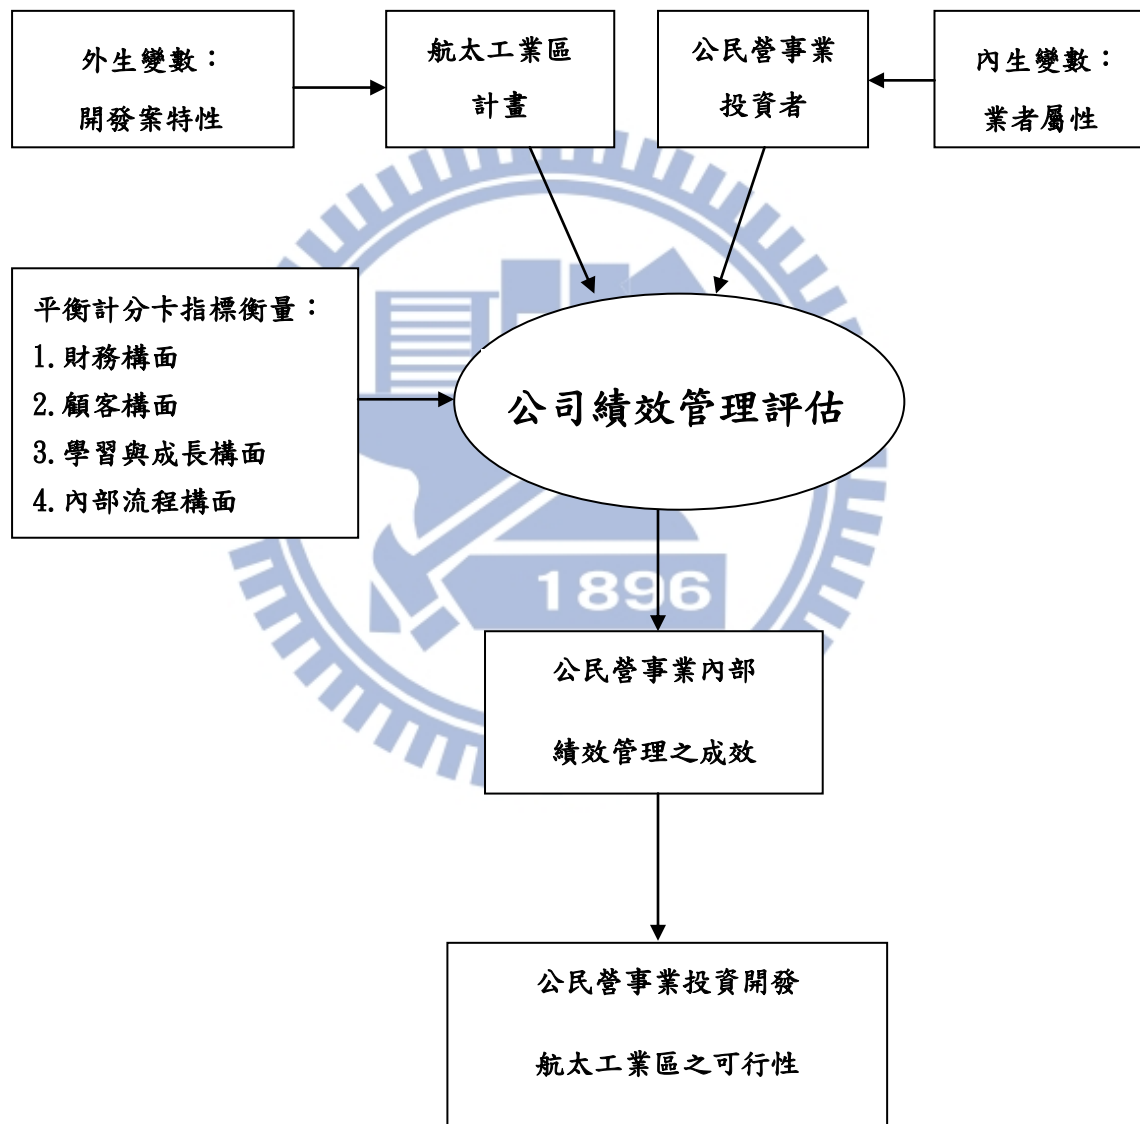 外生變數：
開發案特性
航太工業區
計畫
公民營事業
投資者
內生變數：
業者屬性
平衡計分卡指標衡量：
1.財務構面
2.顧客構面
3.學習與成長構面
4.內部流程構面
公司績效管理評估
1896
公民營事業內部
績效管理之成效
公民營事業投資開發
航太工業區之可行性